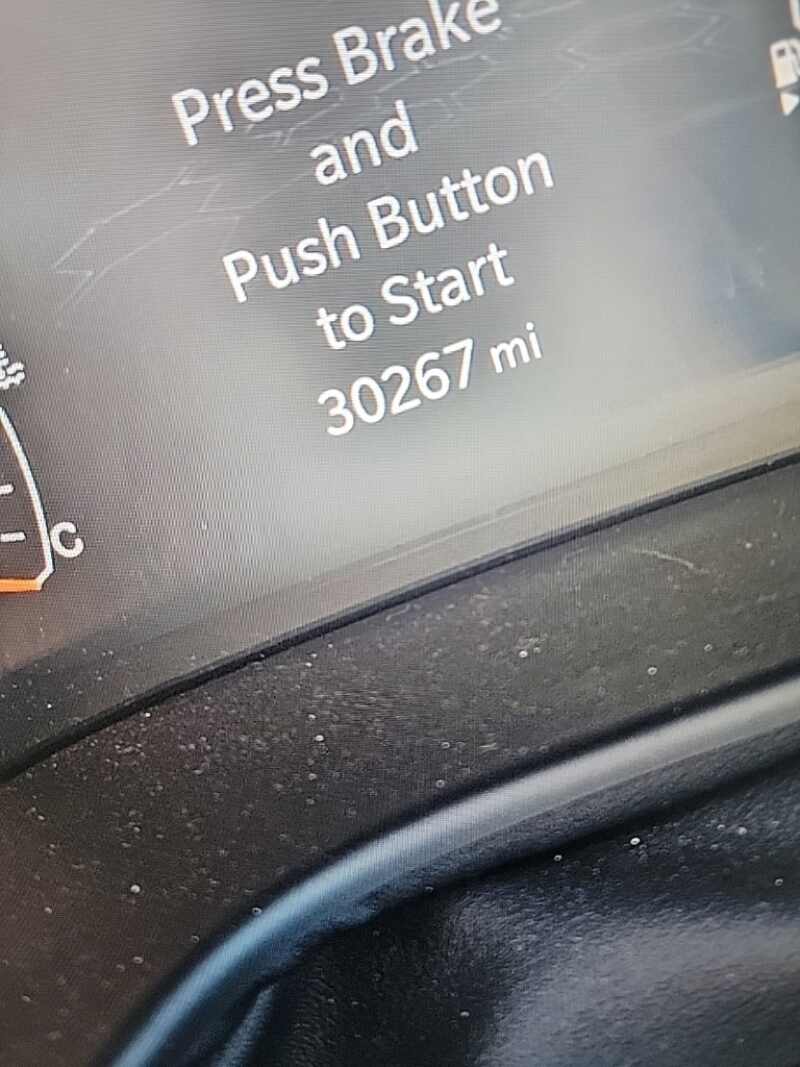 Press Brake
and
Push Button
to Start
30267 mi
C